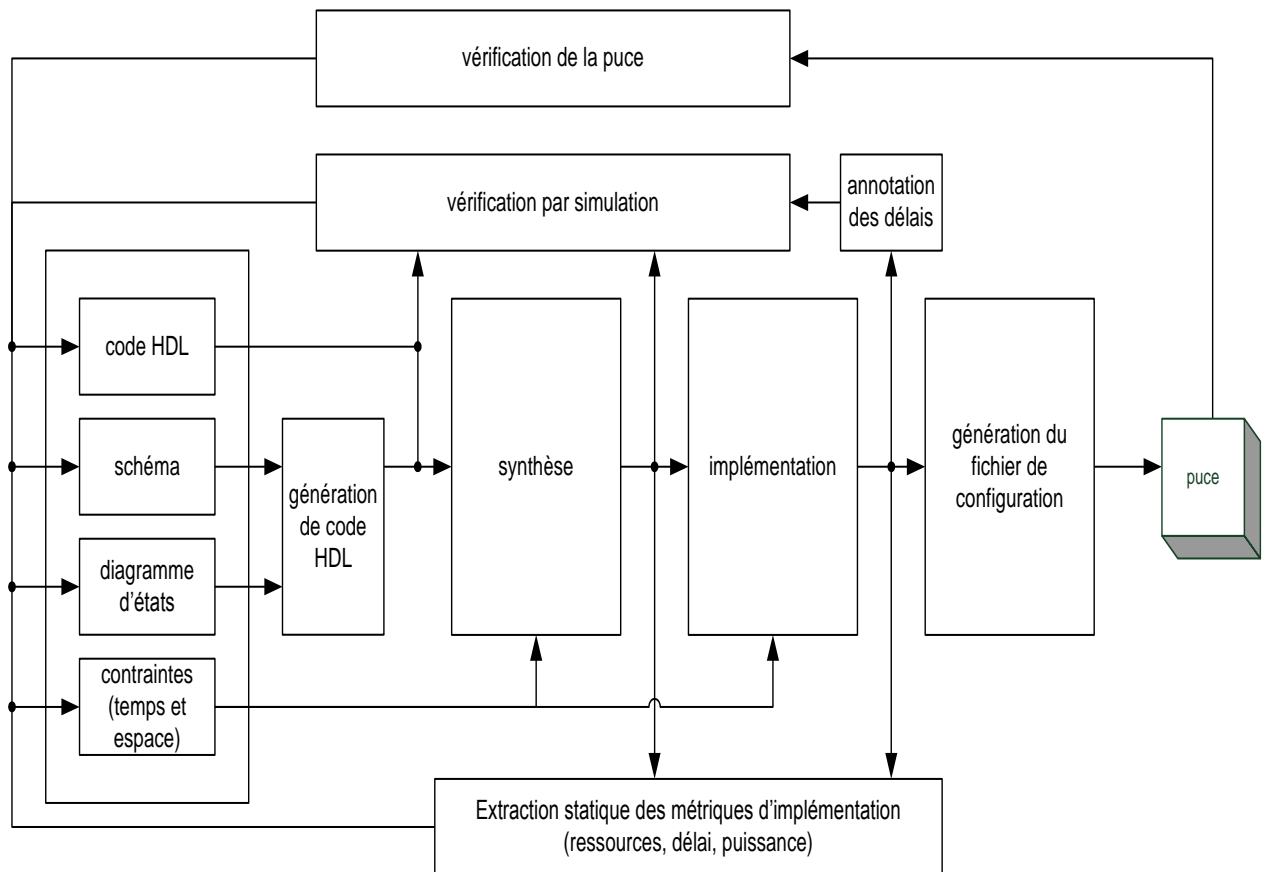 vérification de la puce
vérification par simulation
annotation
des délais
code HDL
schéma
génération
de code
HDL
diagramme
d’états
contraintes
(temps et
espace)
synthèse
implémentation
génération du
fichier de
configuration
puce
Extraction statique des métriques d’implémentation
(ressources, délai, puissance)